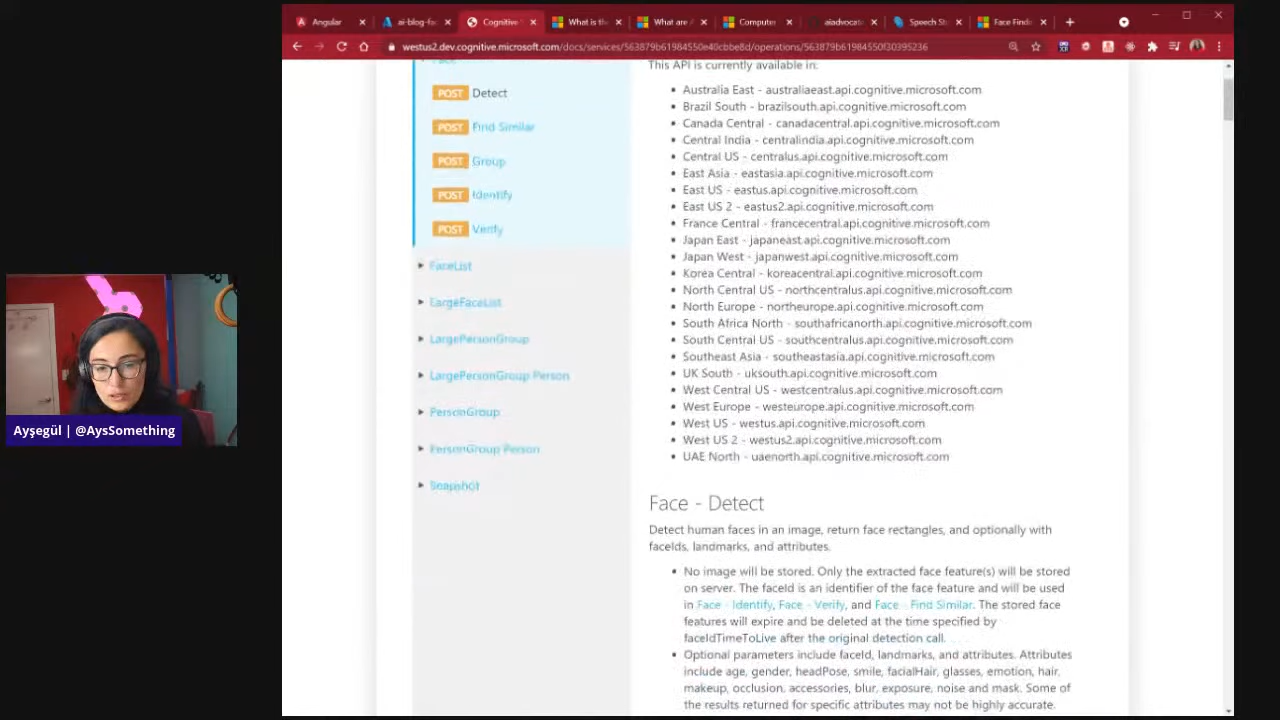 Angular
ai-blog-fac
Cognitive
What is th
What are
Computer
aiadvocate
Speech St
Face Findi
westus2.dev.cognitive.microsoft.com/docs/services/563879b61984550e40cbbe8d/operations/563879b61984550f30395236
Face
POST Detect
POST Find Similar
POST Group
POST Identify
POST Verify
FaceList
LargeFaceList
LargePersonGroup
LargePersonGroup Person
PersonGroup
PersonGroup Person
Snapshot
This API is currently available in:
Australia East - australiaeast.api.cognitive.microsoft.com
Brazil South - brazilsouth.api.cognitive.microsoft.com
Canada Central - canadacentral.api.cognitive.microsoft.com
Central India - centralindia.api.cognitive.microsoft.com
Central US - centralus.api.cognitive.microsoft.com
East Asia - eastasia.api.cognitive.microsoft.com
East US - eastus.api.cognitive.microsoft.com
East US 2 - eastus2.api.cognitive.microsoft.com
France Central - francecentral.api.cognitive.microsoft.com
Japan East - japaneast.api.cognitive.microsoft.com
Japan West - japanwest.api.cognitive.microsoft.com
Korea Central - koreacentral.api.cognitive.microsoft.com
North Central US - northcentralus.api.cognitive.microsoft.com
North Europe - northeurope.api.cognitive.microsoft.com
South Africa North - southafricanorth.api.cognitive.microsoft.com
South Central US - southcentralus.api.cognitive.microsoft.com
Southeast Asia - southeastasia.api.cognitive.microsoft.com
UK South - uksouth.api.cognitive.microsoft.com
West Central US - westcentralus.api.cognitive.microsoft.com
West Europe - westeurope.api.cognitive.microsoft.com
West US - westus.api.cognitive.microsoft.com
West US 2 - westus2.api.cognitive.microsoft.com
UAE North - uaenorth.api.cognitive.microsoft.com
Face - Detect
Detect human faces in an image, return face rectangles, and optionally with
faceIds, landmarks, and attributes.
No image will be stored. Only the extracted face feature(s) will be stored
on server. The faceId is an identifier of the face feature and will be used
in Face - Identify, Face - Verify, and Face - Find Similar. The stored face
features will expire and be deleted at the time specified by
faceIdTimeToLive after the original detection call.
Optional parameters include faceId, landmarks, and attributes. Attributes
include age, gender, headPose, smile, facialHair, glasses, emotion, hair,
makeup, occlusion, accessories, blur, exposure, noise and mask. Some of
the results returned for specific attributes may not be highly accurate.
Ayşegül | @AysSomething